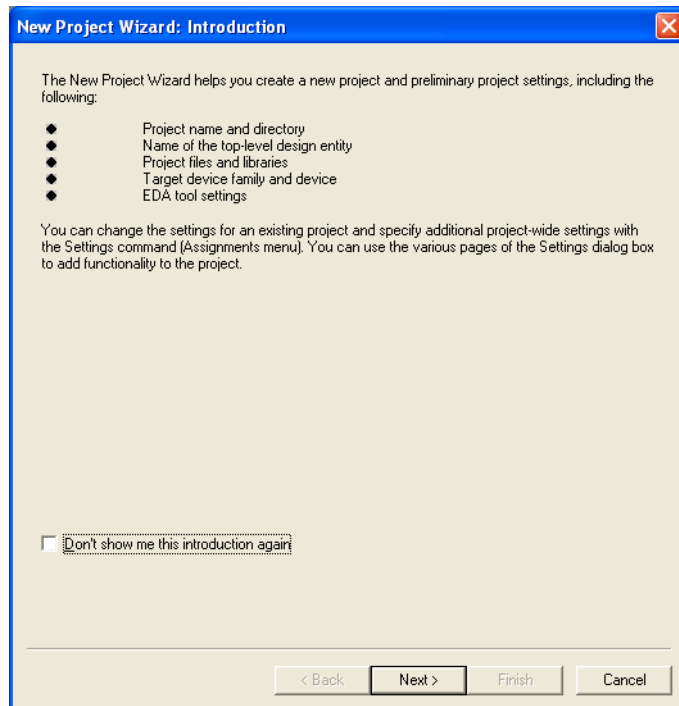 New Project Wizard: Introduction
The New Project Wizard helps you create a new project and preliminary project settings, including the
following:
Project name and directory
Name of the top-level design entity
Project files and libraries
Target device family and device
EDA tool settings
You can change the settings for an existing project and specify additional project-wide settings with
the Settings command (Assignments menu). You can use the various pages of the Settings dialog box
to add functionality to the project.
Don't show me this introduction again
< Back Next > Finish Cancel